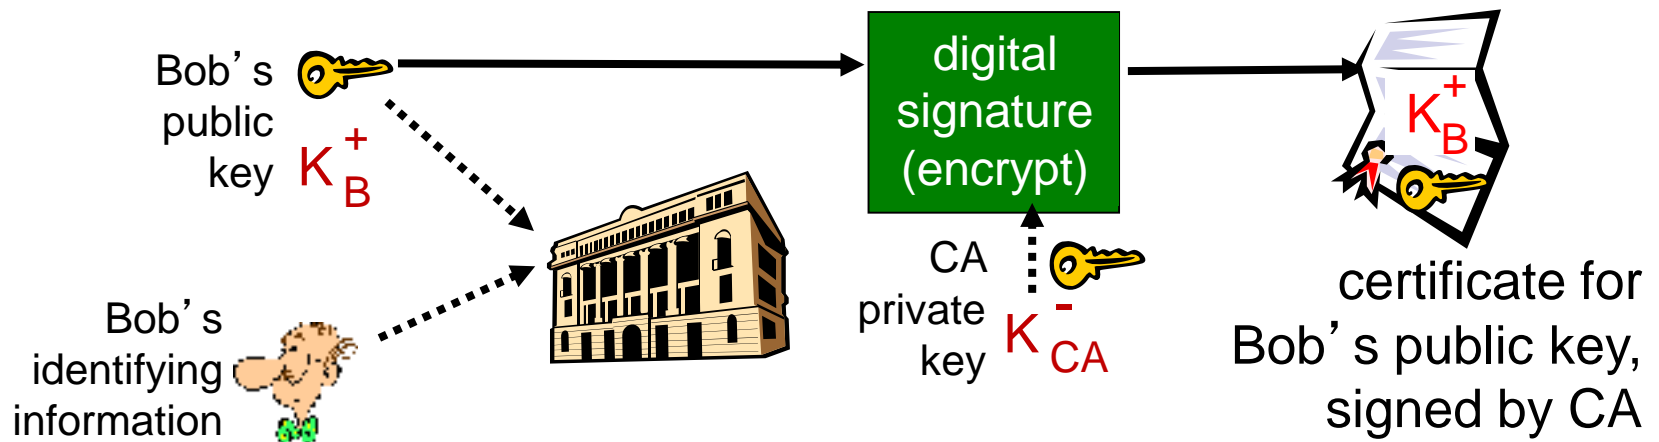 Bob’s
public
key
K
+
B
digital
signature
(encrypt)
K
+
B
Bob’s
identifying
information
CA
private
key
K
-
CA
certificate for
Bob’s public key,
signed by CA